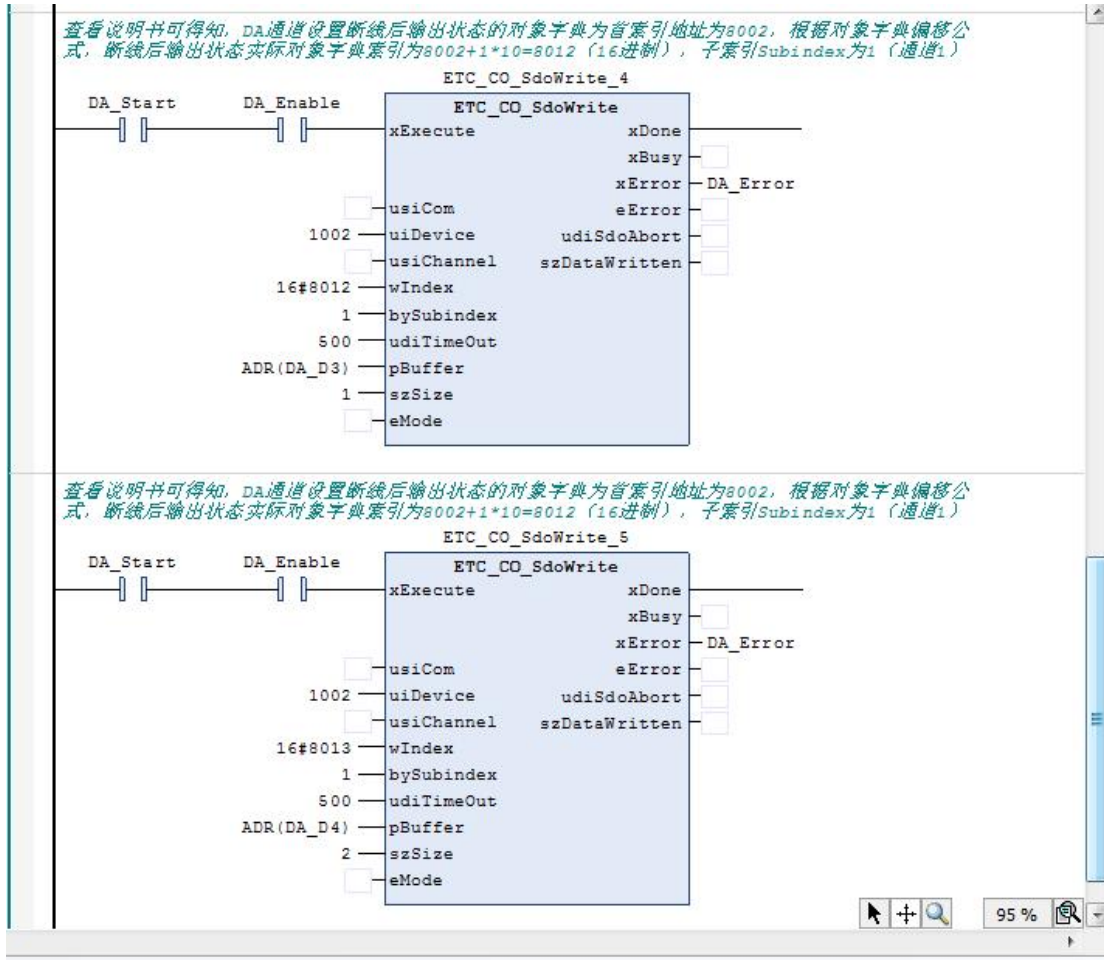 查看说明书可得知，DA通道设置断线后输出状态的对象字典为首索引地址为8002，根据对象字典偏移公
式，断线后输出状态实际对象字典索引为8002+1*10=8012（16进制），子索引Subindex为1（通道1）
ETC_CO_SdoWrite_4
DA_Start DA_Enable ETC_CO_SdoWrite
xExecute xDone
xBusy
xError DA_Error
usiCom eError
1002 uiDevice udiSdoAbort
usiChannel szDataWritten
16#8012 wIndex
1 bySubindex
500 udiTimeOut
ADR(DA_D3) pBuffer
1 szSize
eMode
查看说明书可得知，DA通道设置断线后输出状态的对象字典为首索引地址为8002，根据对象字典偏移公
式，断线后输出状态实际对象字典索引为8002+1*10=8012（16进制），子索引Subindex为1（通道1）
ETC_CO_SdoWrite_5
DA_Start DA_Enable ETC_CO_SdoWrite
xExecute xDone
xBusy
xError DA_Error
usiCom eError
1002 uiDevice udiSdoAbort
usiChannel szDataWritten
16#8013 wIndex
1 bySubindex
500 udiTimeOut
ADR(DA_D4) pBuffer
2 szSize
eMode
95 %